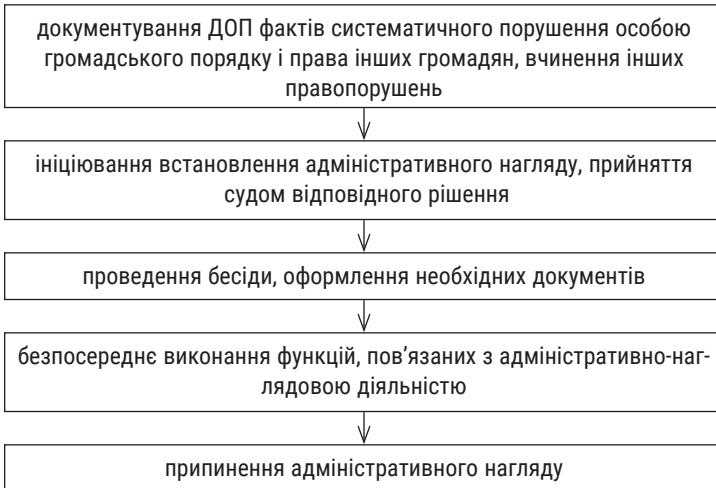 документування ДОП фактів систематичного порушення особою
громадського порядку і права інших громадян, вчинення інших
правопорушень
ініціювання встановлення адміністративного нагляду, прийняття
судом відповідного рішення
проведення бесіди, оформлення необхідних документів
безпосереднє виконання функцій, пов’язаних з адміністративно-наг-
лядовою діяльністю
припинення адміністративного нагляду